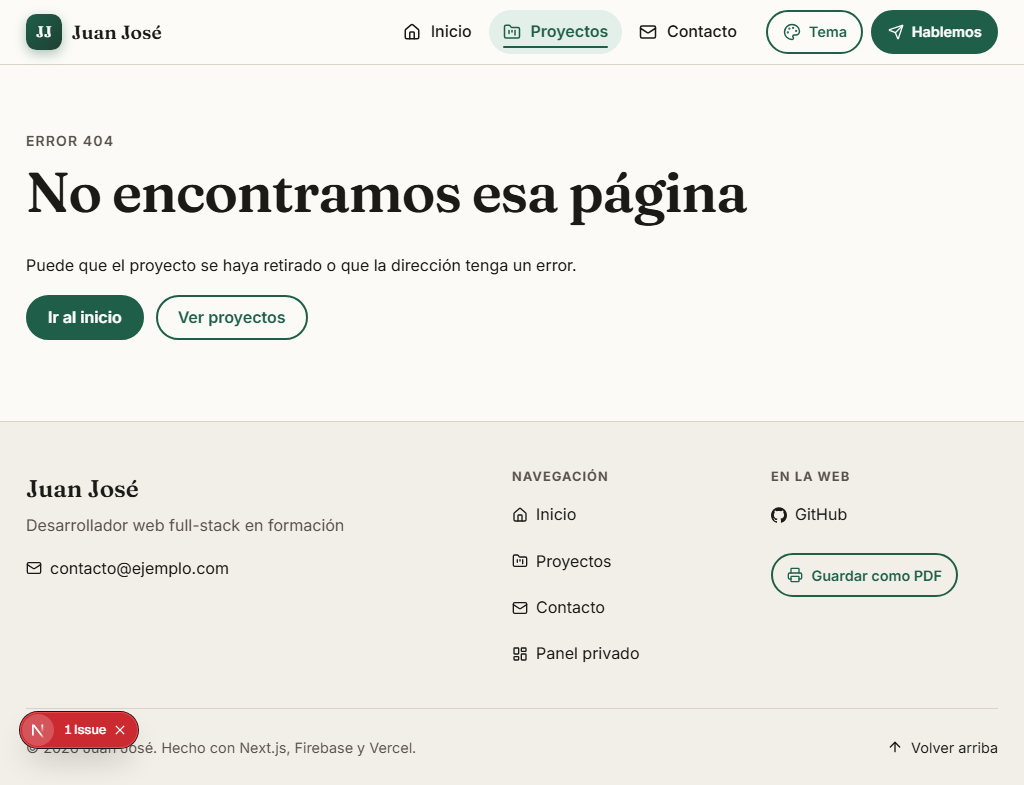 JJ Juan José
Inicio
Proyectos
Contacto
Tema
Hablemos
ERROR 404
No encontramos esa página
Puede que el proyecto se haya retirado o que la dirección tenga un error.
Ir al inicio
Ver proyectos
Juan José
Desarrollador web full-stack en formación
contacto@ejemplo.com
NAVEGACIÓN
Inicio
Proyectos
Contacto
Panel privado
EN LA WEB
GitHub
Guardar como PDF
N 1 Issue
José. Hecho con Next.js, Firebase y Vercel.
Volver arriba